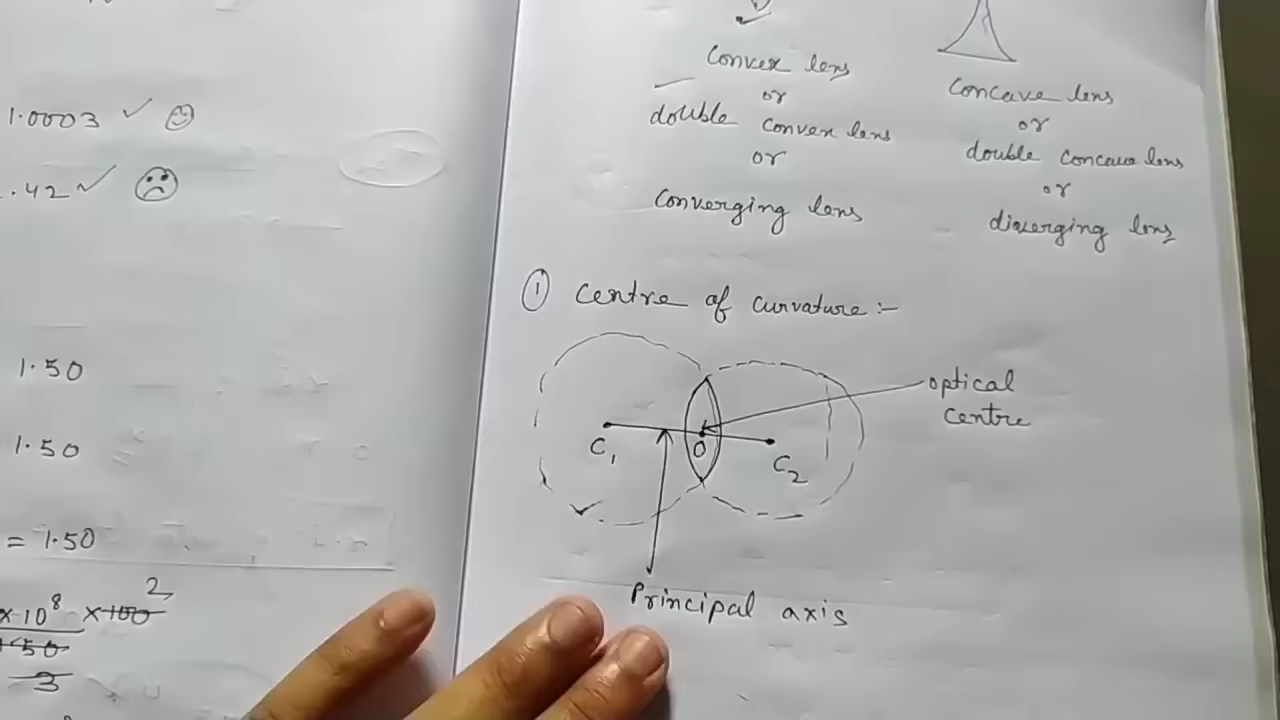 1.0003
.42
1.50
1.50
= 1.50
2
x 10^8 x 100
150
3
Convex lens
or
double convex lens
or
Converging lens
Concave lens
or
double concave lens
or
diverging lens
① Centre of curvature :-
optical
centre
C1
O
C2
Principal axis